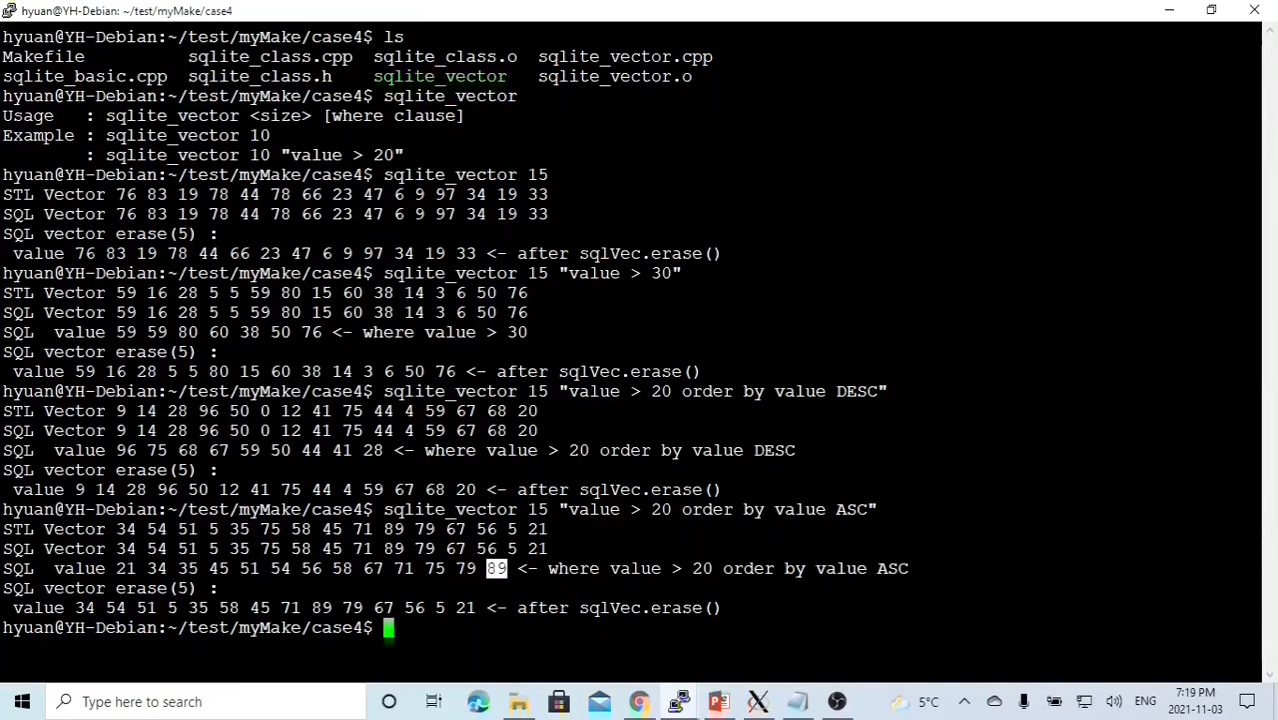 hyuan@YH-Debian: ~/test/myMake/case4
hyuan@YH-Debian:~/test/myMake/case4$ ls
Makefile sqlite_class.cpp sqlite_class.o sqlite_vector.cpp
sqlite_basic.cpp sqlite_class.h sqlite_vector sqlite_vector.o
hyuan@YH-Debian:~/test/myMake/case4$ sqlite_vector
Usage : sqlite_vector <size> [where clause]
Example : sqlite_vector 10
: sqlite_vector 10 "value > 20"
hyuan@YH-Debian:~/test/myMake/case4$ sqlite_vector 15
STL Vector 76 83 19 78 44 78 66 23 47 6 9 97 34 19 33
SQL Vector 76 83 19 78 44 78 66 23 47 6 9 97 34 19 33
SQL vector erase(5) :
value 76 83 19 78 44 66 23 47 6 9 97 34 19 33 <- after sqlVec.erase()
hyuan@YH-Debian:~/test/myMake/case4$ sqlite_vector 15 "value > 30"
STL Vector 59 16 28 5 5 59 80 15 60 38 14 3 6 50 76
SQL Vector 59 16 28 5 5 59 80 15 60 38 14 3 6 50 76
SQL value 59 59 80 60 38 50 76 <- where value > 30
SQL vector erase(5) :
value 59 16 28 5 5 80 15 60 38 14 3 6 50 76 <- after sqlVec.erase()
hyuan@YH-Debian:~/test/myMake/case4$ sqlite_vector 15 "value > 20 order by value DESC"
STL Vector 9 14 28 96 50 0 12 41 75 44 4 59 67 68 20
SQL Vector 9 14 28 96 50 0 12 41 75 44 4 59 67 68 20
SQL value 96 75 68 67 59 50 44 41 28 <- where value > 20 order by value DESC
SQL vector erase(5) :
value 9 14 28 96 50 12 41 75 44 4 59 67 68 20 <- after sqlVec.erase()
hyuan@YH-Debian:~/test/myMake/case4$ sqlite_vector 15 "value > 20 order by value ASC"
STL Vector 34 54 51 5 35 75 58 45 71 89 79 67 56 5 21
SQL Vector 34 54 51 5 35 75 58 45 71 89 79 67 56 5 21
SQL value 21 34 35 45 51 54 56 58 67 71 75 79 89 <- where value > 20 order by value ASC
SQL vector erase(5) :
value 34 54 51 5 35 58 45 71 89 79 67 56 5 21 <- after sqlVec.erase()
hyuan@YH-Debian:~/test/myMake/case4$
Type here to search
5°C
ENG
7:19 PM
2021-11-03